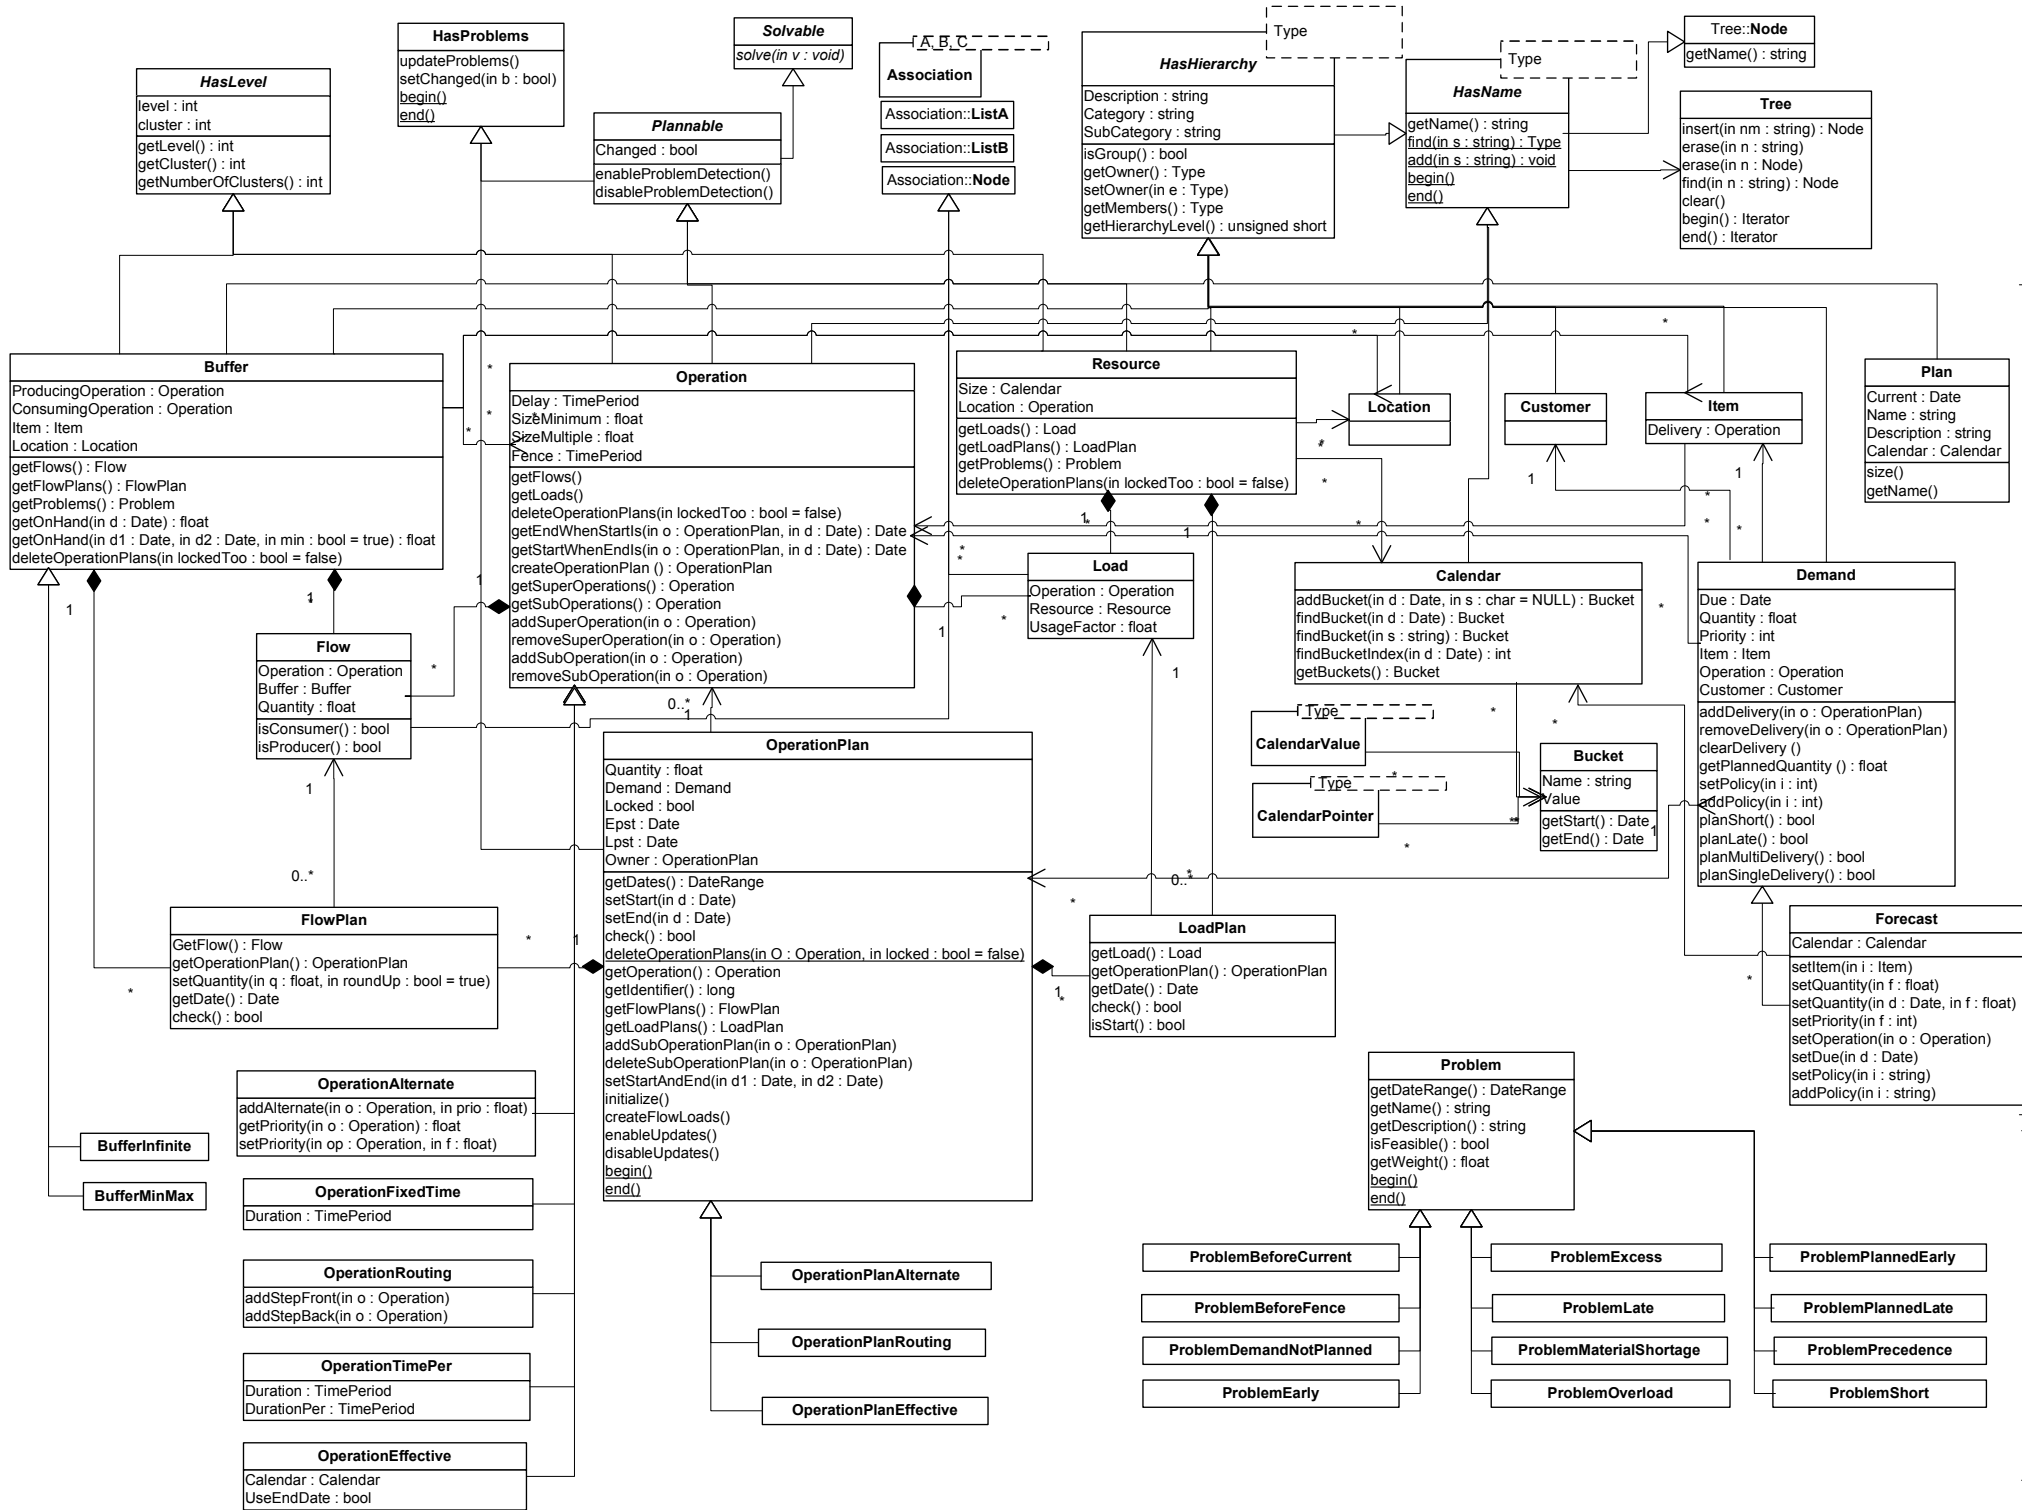 HasLevel
level : int
cluster : int
getLevel() : int
getCluster() : int
getNumberOfClusters() : int
HasProblems
updateProblems()
setChanged(in b : bool)
begin()
end()
Solvable
solve(in v : void)
Plannable
Changed : bool
enableProblemDetection()
disableProblemDetection()
A, B, C
Association
Association::ListA
Association::ListB
Association::Node
Type
HasHierarchy
Description : string
Category : string
SubCategory : string
isGroup() : bool
getOwner() : Type
setOwner(in e : Type)
getMembers() : Type
getHierarchyLevel() : unsigned short
Type
HasName
getName() : string
find(in s : string) : Type
add(in s : string) : void
begin()
end()
Tree::Node
getName() : string
Tree
insert(in nm : string) : Node
erase(in n : string)
erase(in n : Node)
find(in n : string) : Node
clear()
begin() : Iterator
end() : Iterator
Buffer
ProducingOperation : Operation
ConsumingOperation : Operation
Item : Item
Location : Location
getFlows() : Flow
getFlowPlans() : FlowPlan
getProblems() : Problem
getOnHand(in d : Date) : float
getOnHand(in d1 : Date, in d2 : Date, in min : bool = true) : float
deleteOperationPlans(in lockedToo : bool = false)
Operation
Delay : TimePeriod
SizeMinimum : float
SizeMultiple : float
Fence : TimePeriod
getFlows()
getLoads()
deleteOperationPlans(in lockedToo : bool = false)
getEndWhenStartIs(in o : OperationPlan, in d : Date) : Date
getStartWhenEndIs(in o : OperationPlan, in d : Date) : Date
createOperationPlan () : OperationPlan
getSuperOperations() : Operation
getSubOperations() : Operation
addSuperOperation(in o : Operation)
removeSuperOperation(in o : Operation)
addSubOperation(in o : Operation)
removeSubOperation(in o : Operation)
Resource
Size : Calendar
Location : Operation
getLoads() : Load
getLoadPlans() : LoadPlan
getProblems() : Problem
deleteOperationPlans(in lockedToo : bool = false)
Location
Customer
Item
Delivery : Operation
Plan
Current : Date
Name : string
Description : string
Calendar : Calendar
size()
getName()
Load
Operation : Operation
Resource : Resource
UsageFactor : float
Calendar
addBucket(in d : Date, in s : char = NULL) : Bucket
findBucket(in d : Date) : Bucket
findBucket(in s : string) : Bucket
findBucketIndex(in d : Date) : int
getBuckets() : Bucket
Demand
Due : Date
Quantity : float
Priority : int
Item : Item
Operation : Operation
Customer : Customer
addDelivery(in o : OperationPlan)
removeDelivery(in o : OperationPlan)
clearDelivery ()
getPlannedQuantity () : float
setPolicy(in i : int)
addPolicy(in i : int)
planShort() : bool
planLate() : bool
planMultiDelivery() : bool
planSingleDelivery() : bool
Flow
Operation : Operation
Buffer : Buffer
Quantity : float
isConsumer() : bool
isProducer() : bool
Type
CalendarValue
Type
CalendarPointer
Bucket
Name : string
Value
getStart() : Date
getEnd() : Date
OperationPlan
Quantity : float
Demand : Demand
Locked : bool
Epst : Date
Lpst : Date
Owner : OperationPlan
getDates() : DateRange
setStart(in d : Date)
setEnd(in d : Date)
check() : bool
deleteOperationPlans(in O : Operation, in locked : bool = false)
getOperation() : Operation
getIdentifier() : long
getFlowPlans() : FlowPlan
getLoadPlans() : LoadPlan
addSubOperationPlan(in o : OperationPlan)
deleteSubOperationPlan(in o : OperationPlan)
setStartAndEnd(in d1 : Date, in d2 : Date)
initialize()
createFlowLoads()
enableUpdates()
disableUpdates()
begin()
end()
FlowPlan
GetFlow() : Flow
getOperationPlan() : OperationPlan
setQuantity(in q : float, in roundUp : bool = true)
getDate() : Date
check() : bool
LoadPlan
getLoad() : Load
getOperationPlan() : OperationPlan
getDate() : Date
check() : bool
isStart() : bool
Forecast
Calendar : Calendar
setItem(in i : Item)
setQuantity(in f : float)
setQuantity(in d : Date, in f : float)
setPriority(in f : int)
setOperation(in o : Operation)
setDue(in d : Date)
setPolicy(in i : string)
addPolicy(in i : string)
Problem
getDateRange() : DateRange
getName() : string
getDescription() : string
isFeasible() : bool
getWeight() : float
begin()
end()
OperationAlternate
addAlternate(in o : Operation, in prio : float)
getPriority(in o : Operation) : float
setPriority(in op : Operation, in f : float)
BufferInfinite
BufferMinMax
OperationFixedTime
Duration : TimePeriod
OperationRouting
addStepFront(in o : Operation)
addStepBack(in o : Operation)
OperationTimePer
Duration : TimePeriod
DurationPer : TimePeriod
OperationEffective
Calendar : Calendar
UseEndDate : bool
OperationPlanAlternate
OperationPlanRouting
OperationPlanEffective
ProblemBeforeCurrent
ProblemExcess
ProblemPlannedEarly
ProblemBeforeFence
ProblemLate
ProblemPlannedLate
ProblemDemandNotPlanned
ProblemMaterialShortage
ProblemPrecedence
ProblemEarly
ProblemOverload
ProblemShort
1
1
1
0..*
0..*
1
1
1
1
1
1
1
1
1
0..*
1
1